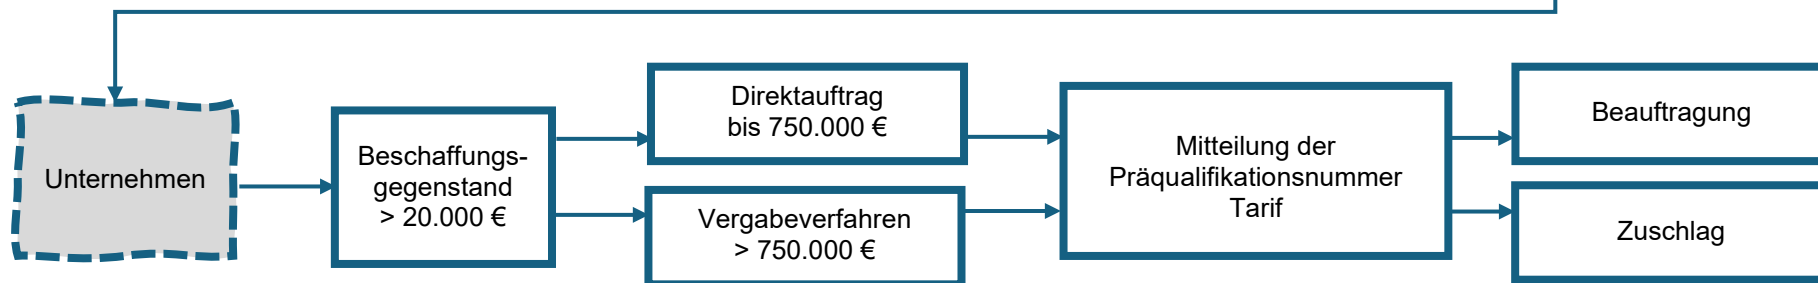 Unternehmen
Beschaffungs-
gegenstand
> 20.000 €
Direktauftrag
bis 750.000 €
Vergabeverfahren
> 750.000 €
Mitteilung der
Präqualifikationsnummer
Tarif
Beauftragung
Zuschlag